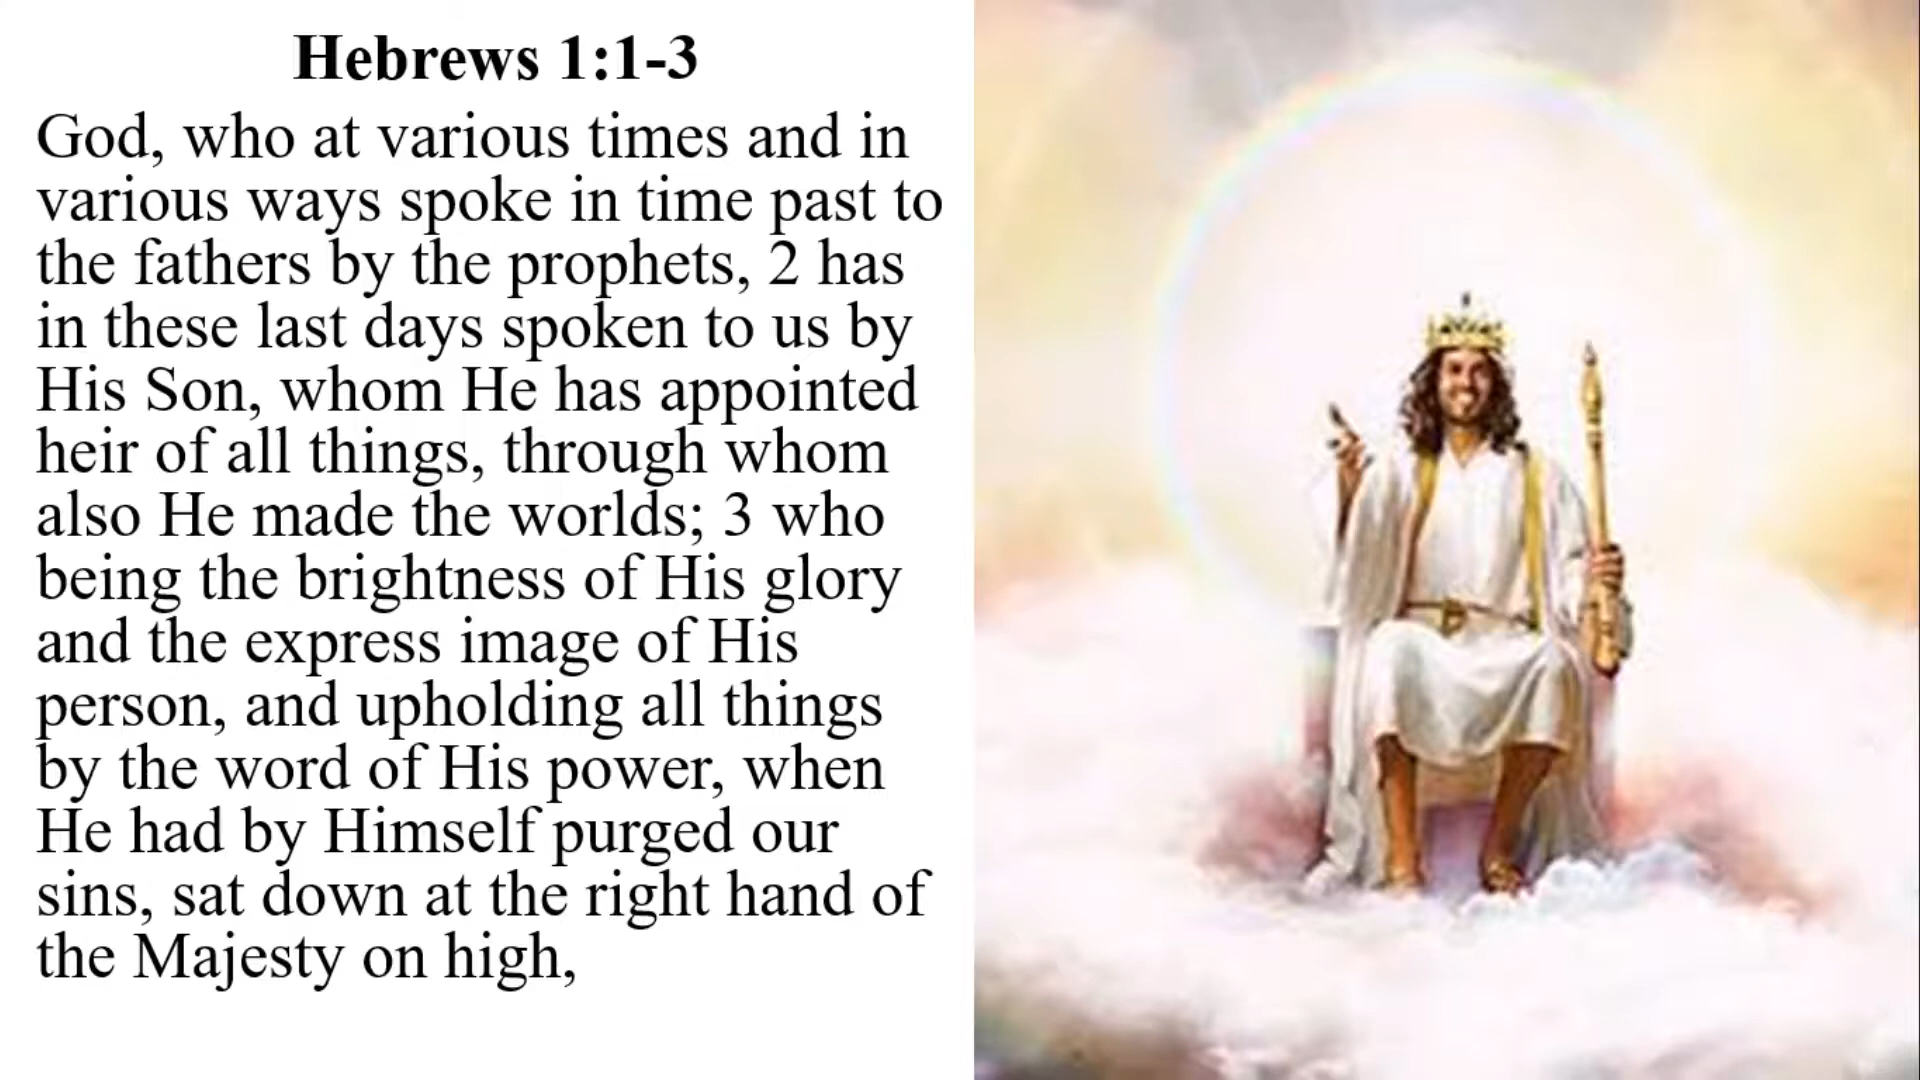 Hebrews 1:1-3
God, who at various times and in
various ways spoke in time past to
the fathers by the prophets, 2 has
in these last days spoken to us by
His Son, whom He has appointed
heir of all things, through whom
also He made the worlds; 3 who
being the brightness of His glory
and the express image of His
person, and upholding all things
by the word of His power, when
He had by Himself purged our
sins, sat down at the right hand of
the Majesty on high,